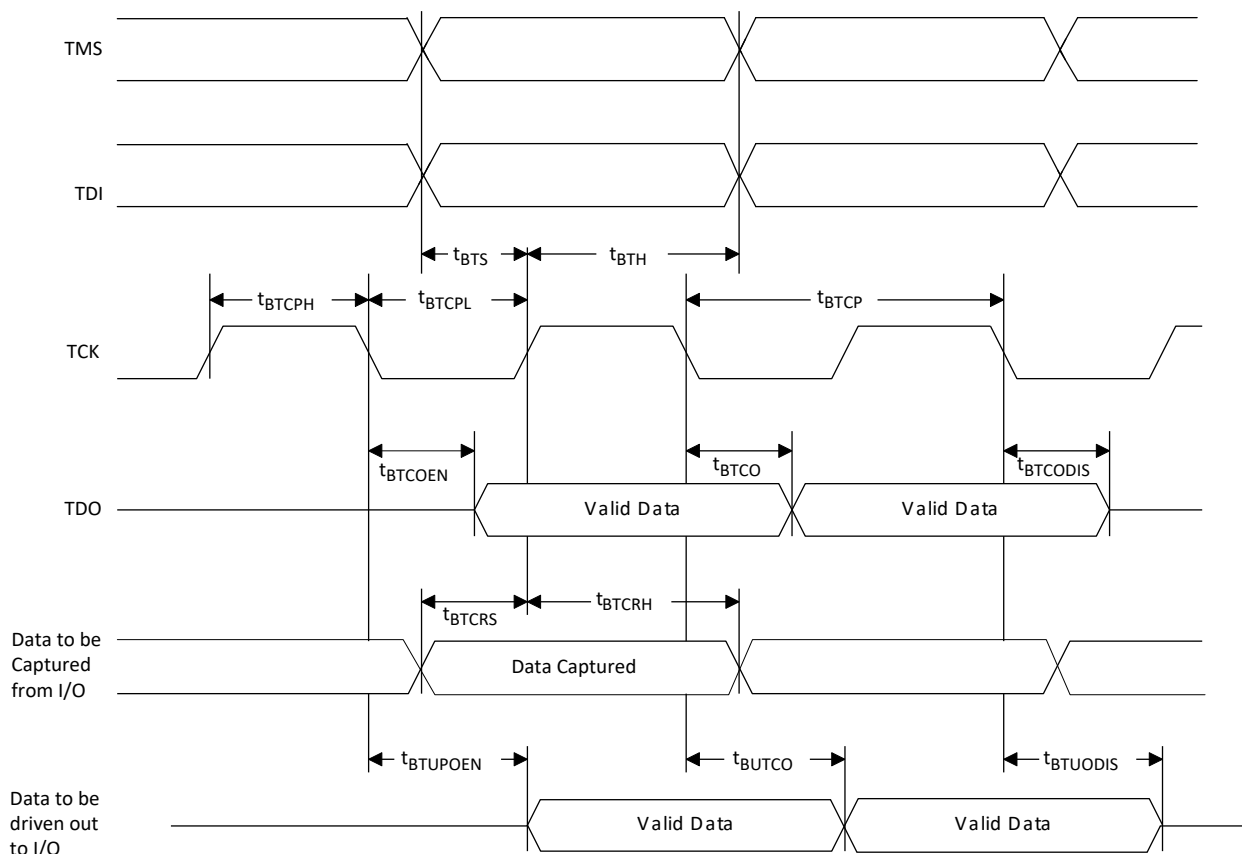 TMS
TDI
tBTS
tBTH
tBTCPH
tBTCPL
tBTCP
TCK
tBTCOEN
tBTCO
tBTCODIS
TDO
Valid Data
Valid Data
tBTCRS
tBTCRH
Data to be
Captured
from I/O
Data Captured
tBTUPOEN
tBUTCO
tBTUODIS
Data to be
driven out
to I/O
Valid Data
Valid Data